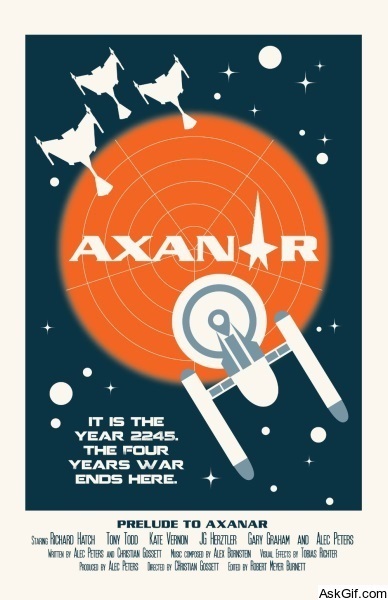 AXANAR
IT IS THE
YEAR 2245.
THE FOUR
YEARS WAR
ENDS HERE.
PRELUDE TO AXANAR
STARRING RICHARD HATCH TONY TODD KATE VERNON JG HERZTLER GARY GRAHAM AND ALEC PETERS
WRITTEN BY ALEC PETERS AND CHRISTIAN GOSSETT MUSIC COMPOSED BY ALEX BORNSTEIN VISUAL EFFECTS BY TOBIAS RICHTER
PRODUCED BY ALEC PETERS DIRECTED BY CHRISTIAN GOSSETT EDITED BY ROBERT MEYER BURNETT
AskGif.com